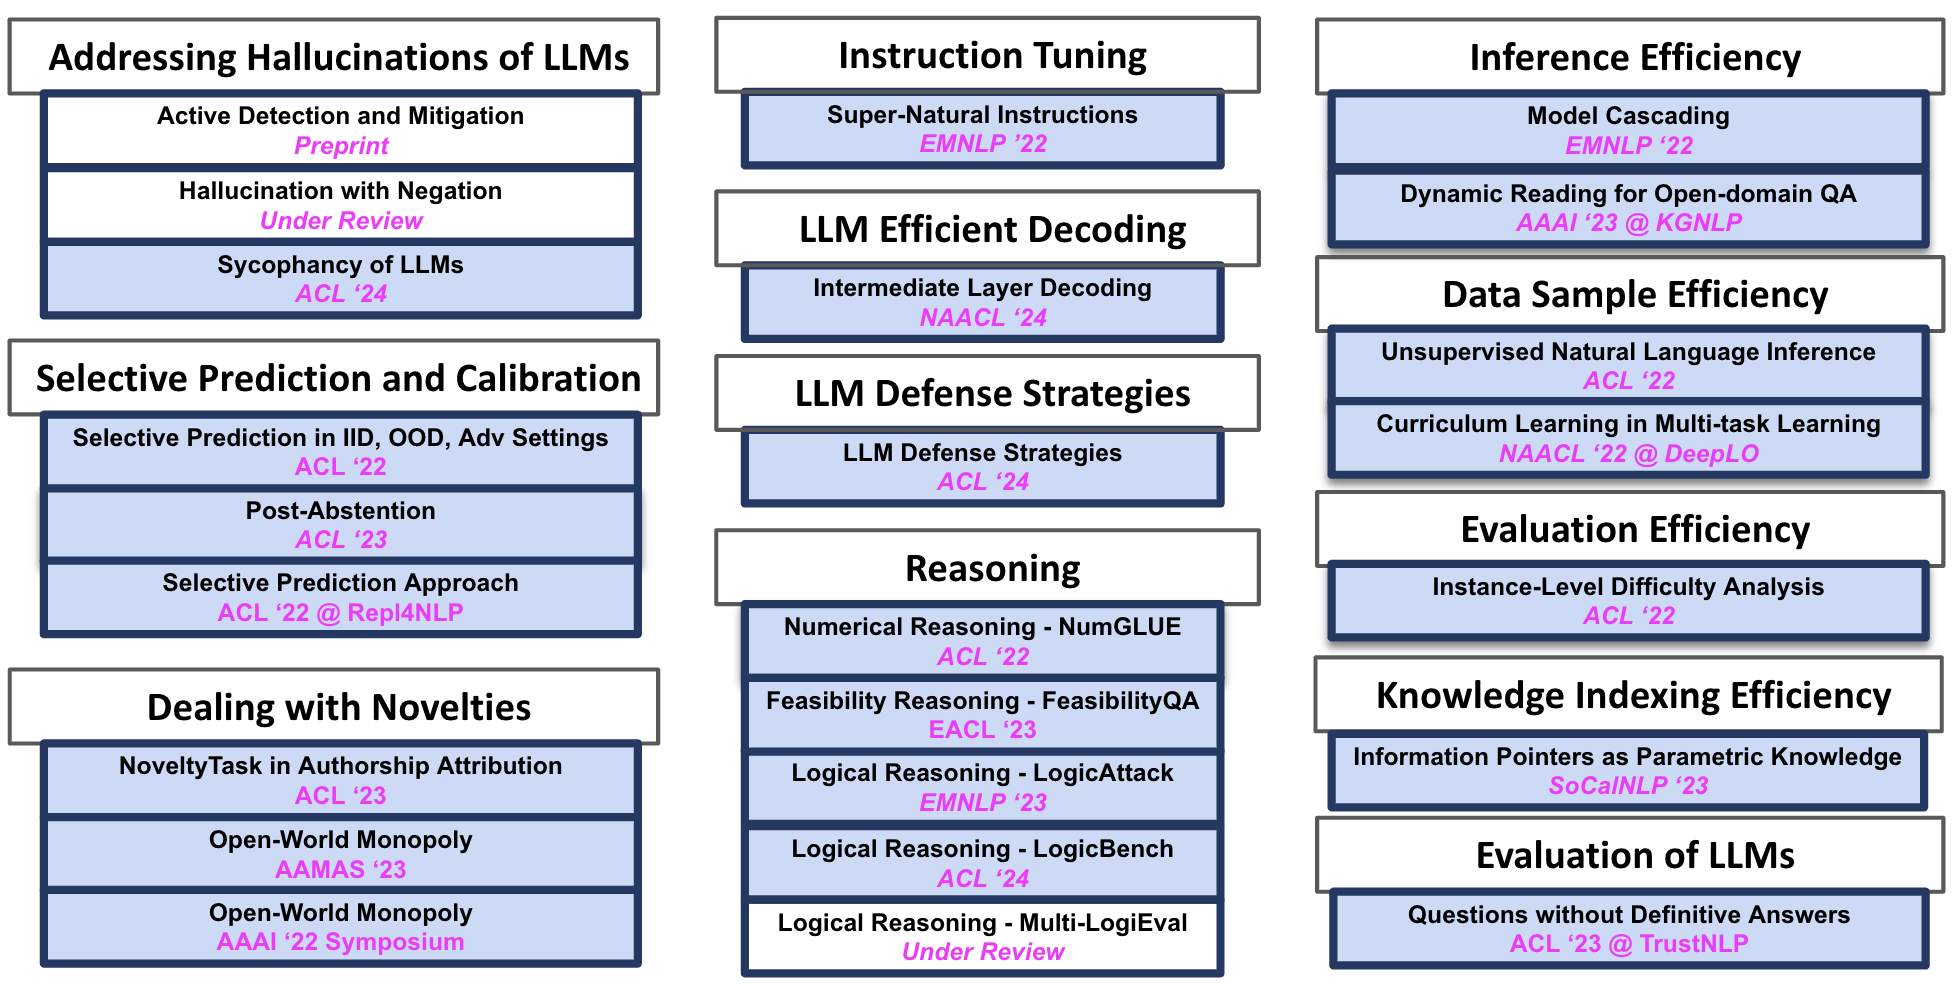 Addressing Hallucinations of LLMs
Active Detection and Mitigation
Preprint
Hallucination with Negation
Under Review
Sycophancy of LLMs
ACL ‘24
Selective Prediction and Calibration
Selective Prediction in IID, OOD, Adv Settings
ACL ‘22
Post-Abstention
ACL ‘23
Selective Prediction Approach
ACL ‘22 @ Repl4NLP
Dealing with Novelties
NoveltyTask in Authorship Attribution
ACL ‘23
Open-World Monopoly
AAMAS ‘23
Open-World Monopoly
AAAI ‘22 Symposium
Instruction Tuning
Super-Natural Instructions
EMNLP ’22
LLM Efficient Decoding
Intermediate Layer Decoding
NAACL ‘24
LLM Defense Strategies
LLM Defense Strategies
ACL ‘24
Reasoning
Numerical Reasoning - NumGLUE
ACL ‘22
Feasibility Reasoning - FeasibilityQA
EACL ‘23
Logical Reasoning - LogicAttack
EMNLP ‘23
Logical Reasoning - LogicBench
ACL ‘24
Logical Reasoning - Multi-LogiEval
Under Review
Inference Efficiency
Model Cascading
EMNLP ‘22
Dynamic Reading for Open-domain QA
AAAI ‘23 @ KGNLP
Data Sample Efficiency
Unsupervised Natural Language Inference
ACL ‘22
Curriculum Learning in Multi-task Learning
NAACL ‘22 @ DeepLO
Evaluation Efficiency
Instance-Level Difficulty Analysis
ACL ‘22
Knowledge Indexing Efficiency
Information Pointers as Parametric Knowledge
SoCalNLP ‘23
Evaluation of LLMs
Questions without Definitive Answers
ACL ‘23 @ TrustNLP